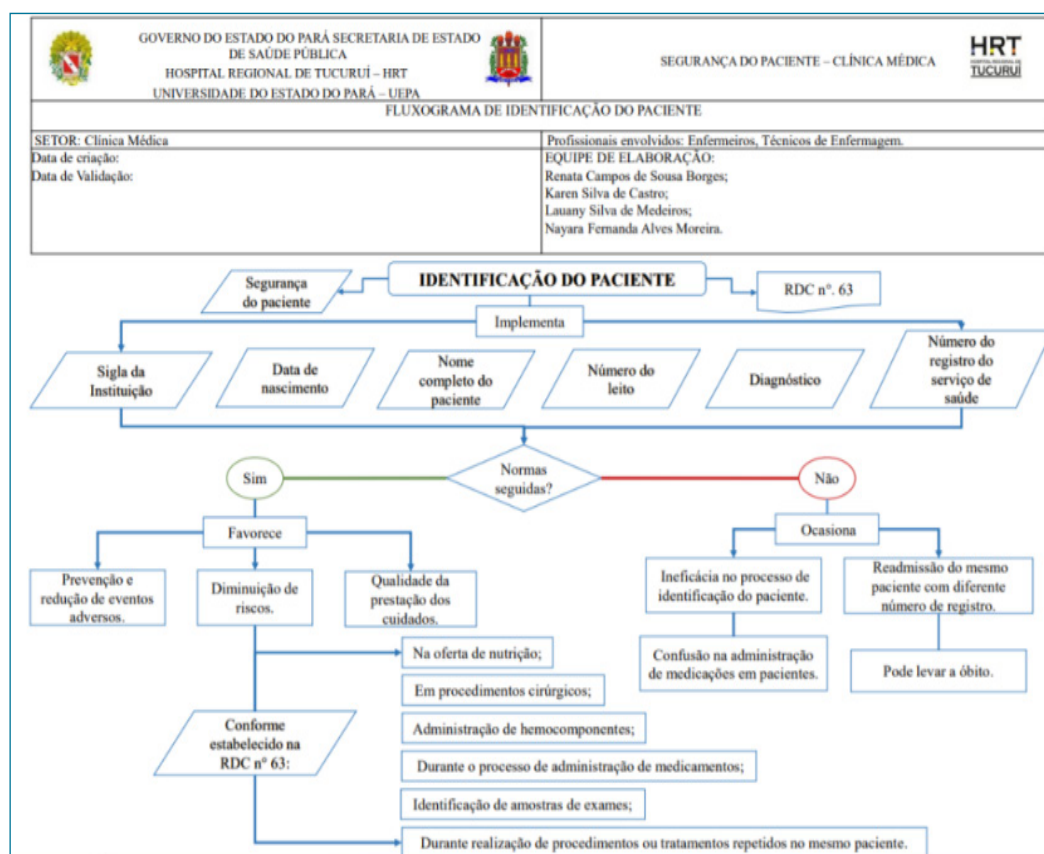 GOVERNO DO ESTADO DO PARÁ SECRETARIA DE ESTADO
DE SAÚDE PÚBLICA
HOSPITAL REGIONAL DE TUCURUÍ – HRT
UNIVERSIDADE DO ESTADO DO PARÁ – UEPA
SEGURANÇA DO PACIENTE – CLÍNICA MÉDICA
HRT
HOSPITAL REGIONAL DE
TUCURUÍ
FLUXOGRAMA DE IDENTIFICAÇÃO DO PACIENTE
SETOR: Clínica Médica
Profissionais envolvidos: Enfermeiros, Técnicos de Enfermagem.
Data de criação:
Data de Validação:
EQUIPE DE ELABORAÇÃO:
Renata Campos de Sousa Borges;
Karen Silva de Castro;
Lauany Silva de Medeiros;
Nayara Fernanda Alves Moreira.
Segurança
do paciente
IDENTIFICAÇÃO DO PACIENTE
RDC nº. 63
Implementa
Sigla da
Instituição
Data de
nascimento
Nome
completo do
paciente
Número do
leito
Diagnóstico
Número do
registro do
serviço de
saúde
Sim
Normas
seguidas?
Não
Favorece
Ocasiona
Prevenção e
redução de eventos
adversos.
Diminuição de
riscos.
Qualidade da
prestação dos
cuidados.
Ineficácia no processo de
identificação do paciente.
Readmissão do mesmo
paciente com diferente
número de registro.
Confusão na administração
de medicações em pacientes.
Pode levar a óbito.
Conforme
estabelecido na
RDC nº 63:
Na oferta de nutrição;
Em procedimentos cirúrgicos;
Administração de hemocomponentes;
Durante o processo de administração de medicamentos;
Identificação de amostras de exames;
Durante realização de procedimentos ou tratamentos repetidos no mesmo paciente.